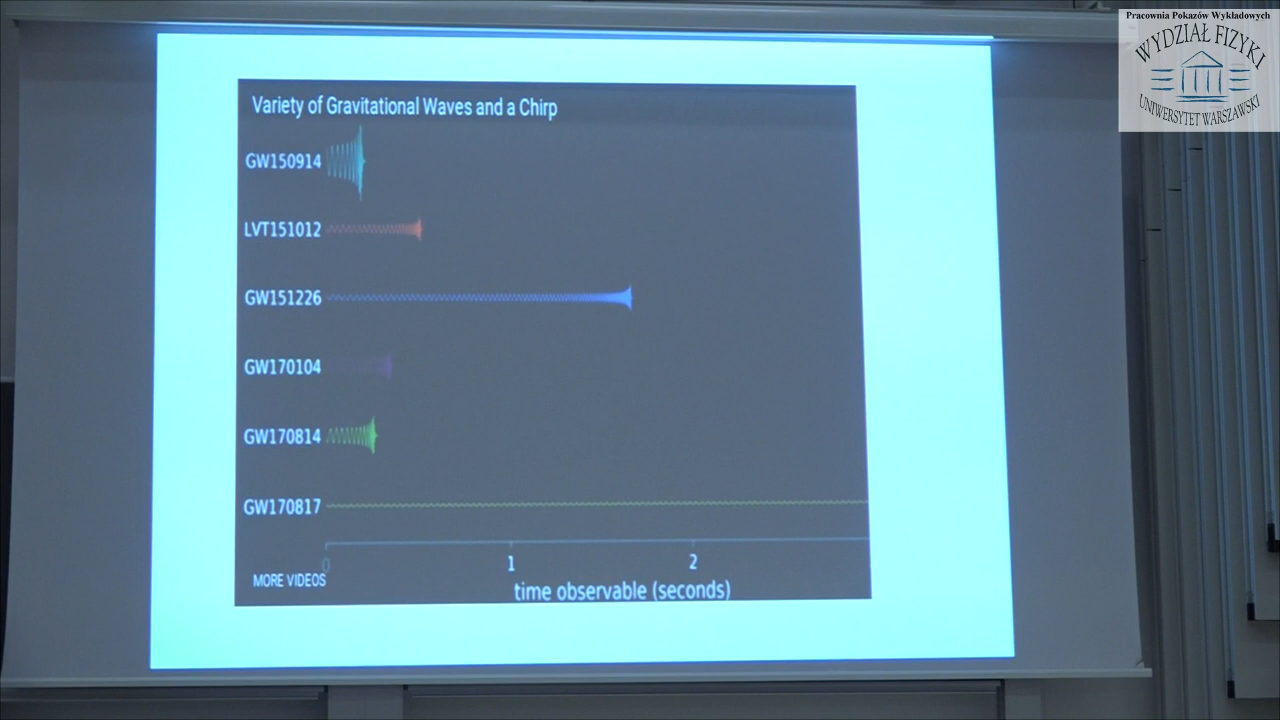 Pracownia Pokazów Wykładowych
WYDZIAŁ FIZYKI
UNIWERSYTET WARSZAWSKI
Variety of Gravitational Waves and a Chirp
GW150914
LVT151012
GW151226
GW170104
GW170814
GW170817
0 1 2
MORE VIDEOS
time observable (seconds)